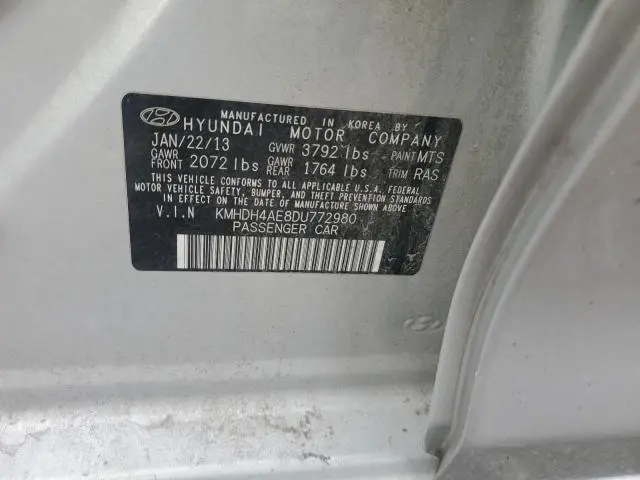 MANUFACTURED IN KOREA BY
HYUNDAI MOTOR COMPANY
JAN/22/13 GVWR 3792 lbs PAINT MTS
GAWR FRONT 2072 lbs GAWR REAR 1764 lbs TRIM RAS
THIS VEHICLE CONFORMS TO ALL APPLICABLE U.S.A. FEDERAL
MOTOR VEHICLE SAFETY, BUMPER, AND THEFT PREVENTION STANDARDS
IN EFFECT ON THE DATE OF MANUFACTURE SHOWN ABOVE.
V.I.N KMHDH4AE8DU772980
PASSENGER CAR